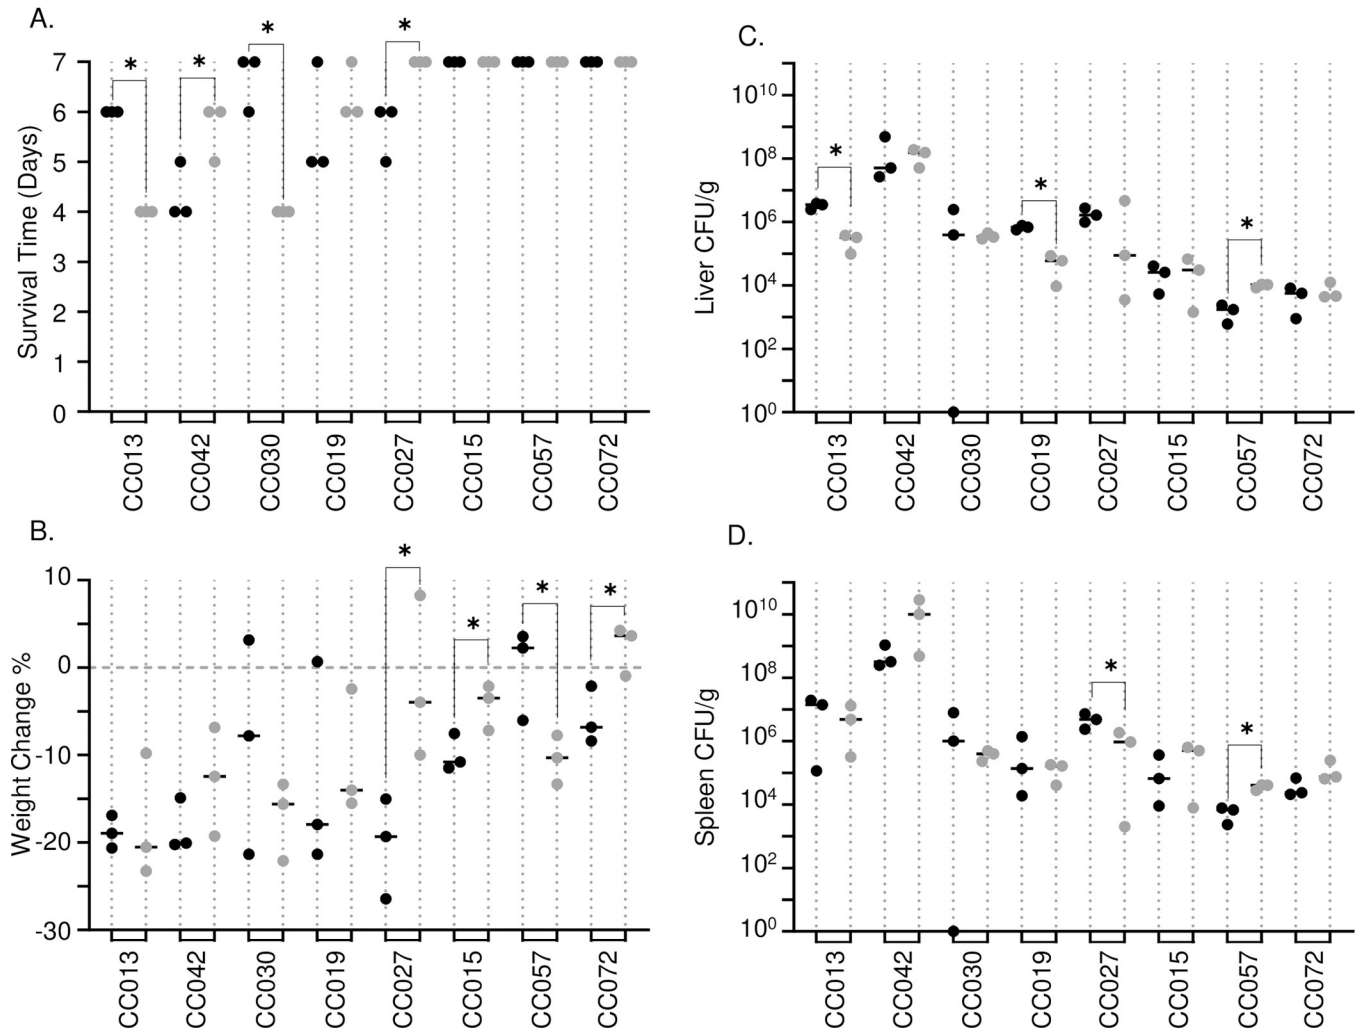 A.
*
*
*
*
Survival Time (Days)
7
6
5
4
3
2
1
0
CC013
CC042
CC030
CC019
CC027
CC015
CC057
CC072
B.
*
*
*
*
Weight Change %
10
0
-10
-20
-30
CC013
CC042
CC030
CC019
CC027
CC015
CC057
CC072
C.
*
*
*
Liver CFU/g
10¹⁰
10⁸
10⁶
10⁴
10²
10⁰
CC013
CC042
CC030
CC019
CC027
CC015
CC057
CC072
D.
*
*
Spleen CFU/g
10¹⁰
10⁸
10⁶
10⁴
10²
10⁰
CC013
CC042
CC030
CC019
CC027
CC015
CC057
CC072